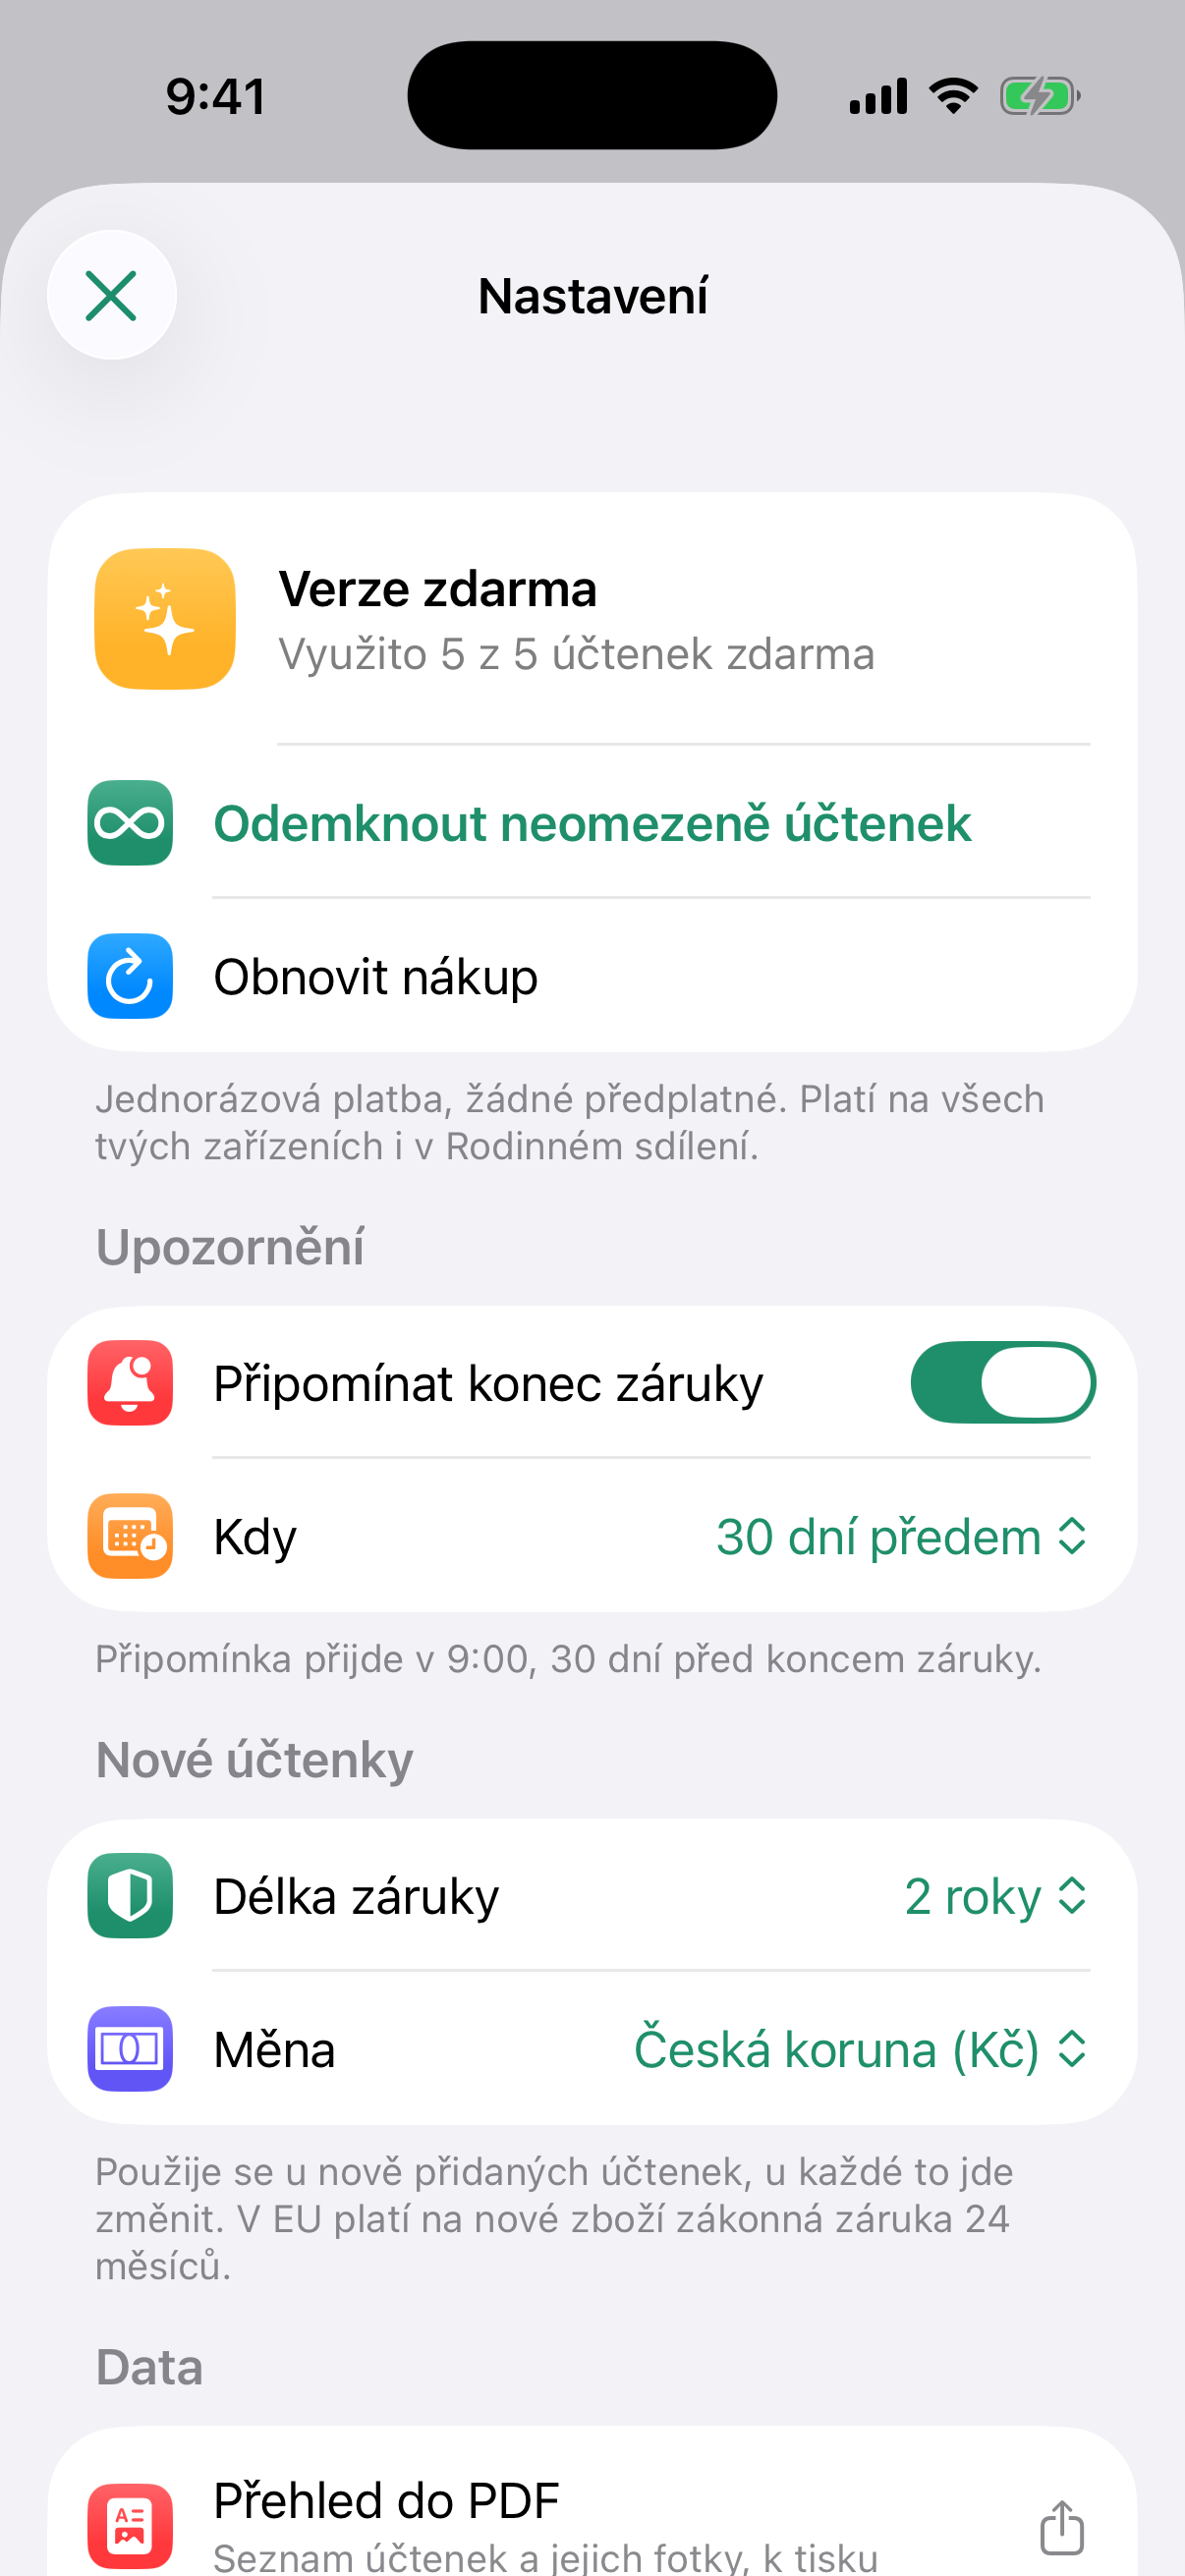 9:41
Nastavení
Verze zdarma
Využito 5 z 5 účtenek zdarma
Odemknout neomezeně účtenek
Obnovit nákup
Jednorázová platba, žádné předplatné. Platí na všech
tvých zařízeních i v Rodinném sdílení.
Upozornění
Připomínat konec záruky
Kdy
30 dní předem
Připomínka přijde v 9:00, 30 dní před koncem záruky.
Nové účtenky
Délka záruky
2 roky
Měna
Česká koruna (Kč)
Použije se u nově přidaných účtenek, u každé to jde
změnit. V EU platí na nové zboží zákonná záruka 24
měsíců.
Data
Přehled do PDF
Seznam účtenek a jejich fotky, k tisku